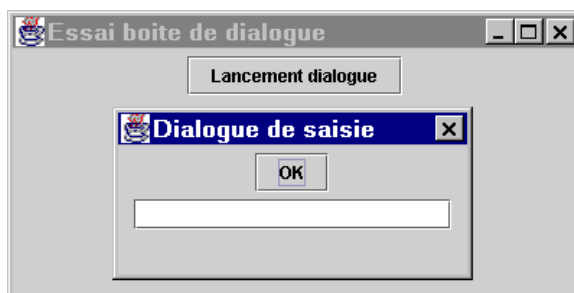 Essai boite de dialogue
Lancement dialogue
Dialogue de saisie
OK